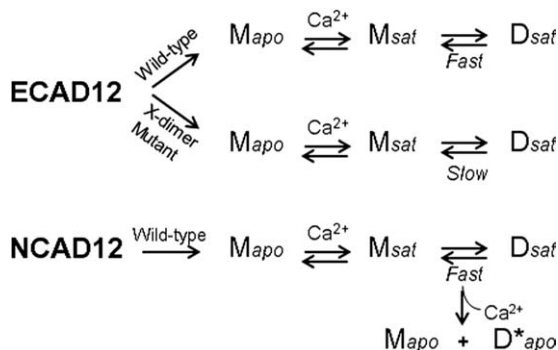 Wild-type
Mapo Ca²⁺ Msat Dsat
Fast
ECAD12
X-dimer
Mutant
Mapo Ca²⁺ Msat Dsat
Slow
NCAD12 Wild-type Mapo Ca²⁺ Msat Dsat
Fast
Ca²⁺
Mapo + D*apo